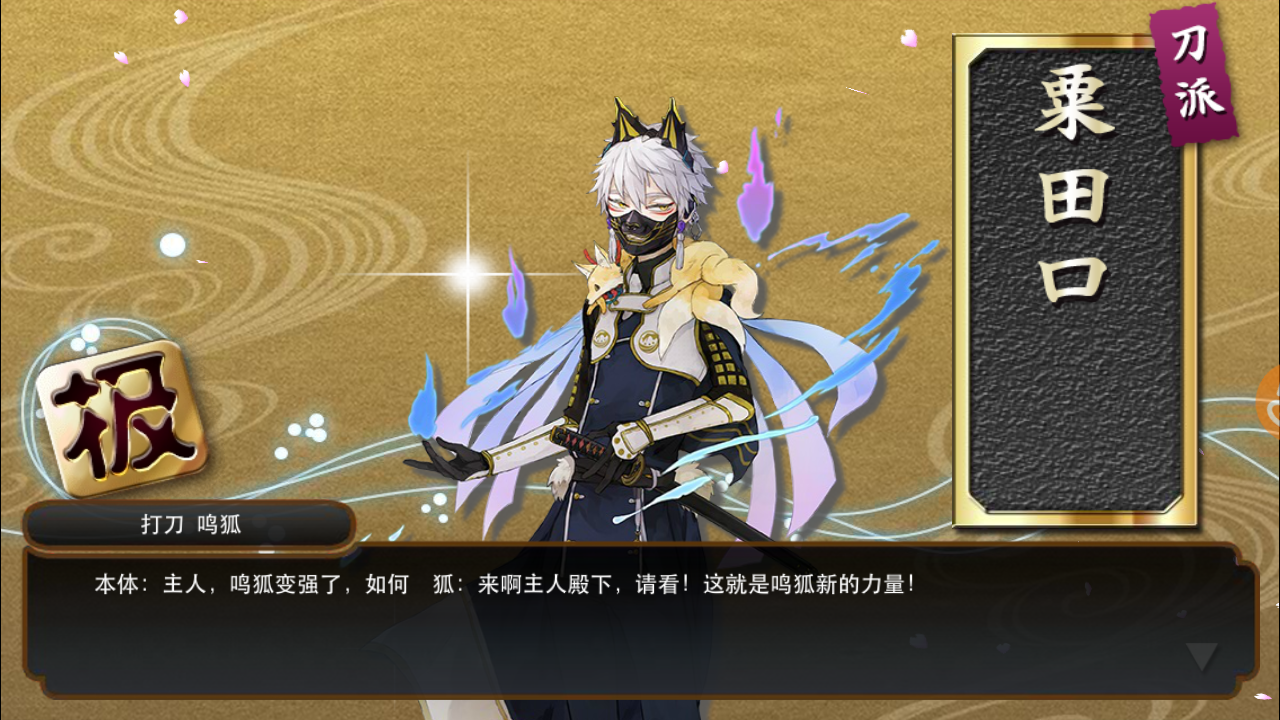 刀派
粟田口
极
打刀 鸣狐
本体：主人，鸣狐变强了，如何 狐：来啊主人殿下，请看！这就是鸣狐新的力量！